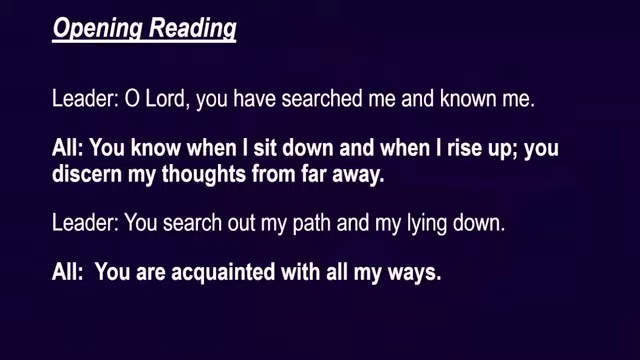 Opening Reading
Leader: O Lord, you have searched me and known me.
All: You know when I sit down and when I rise up; you
discern my thoughts from far away.
Leader: You search out my path and my lying down.
All:  You are acquainted with all my ways.